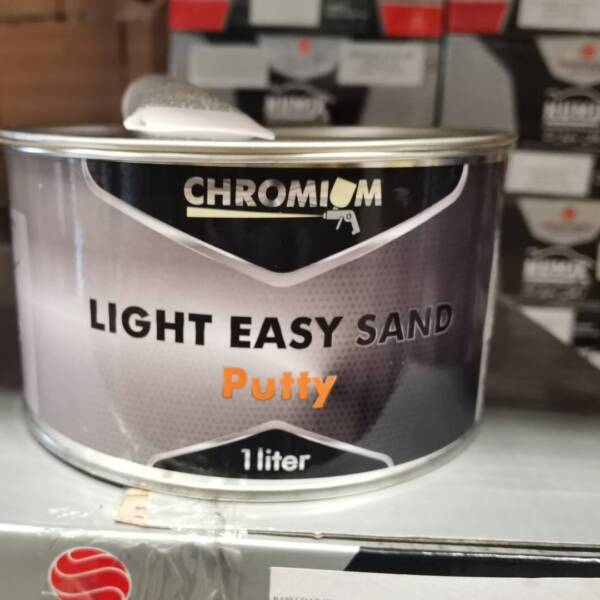 CHROMIUM
LIGHT EASY SAND
Putty
1 liter